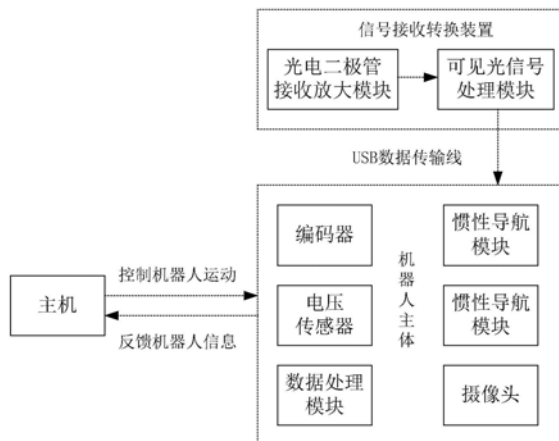 信号接收转换装置
光电二极管
接收放大模块
可见光信号
处理模块
USB数据传输线
编码器
惯性导航
模块
机器人主体
主机
控制机器人运动
反馈机器人信息
电压
传感器
惯性导航
模块
数据处理
模块
摄像头